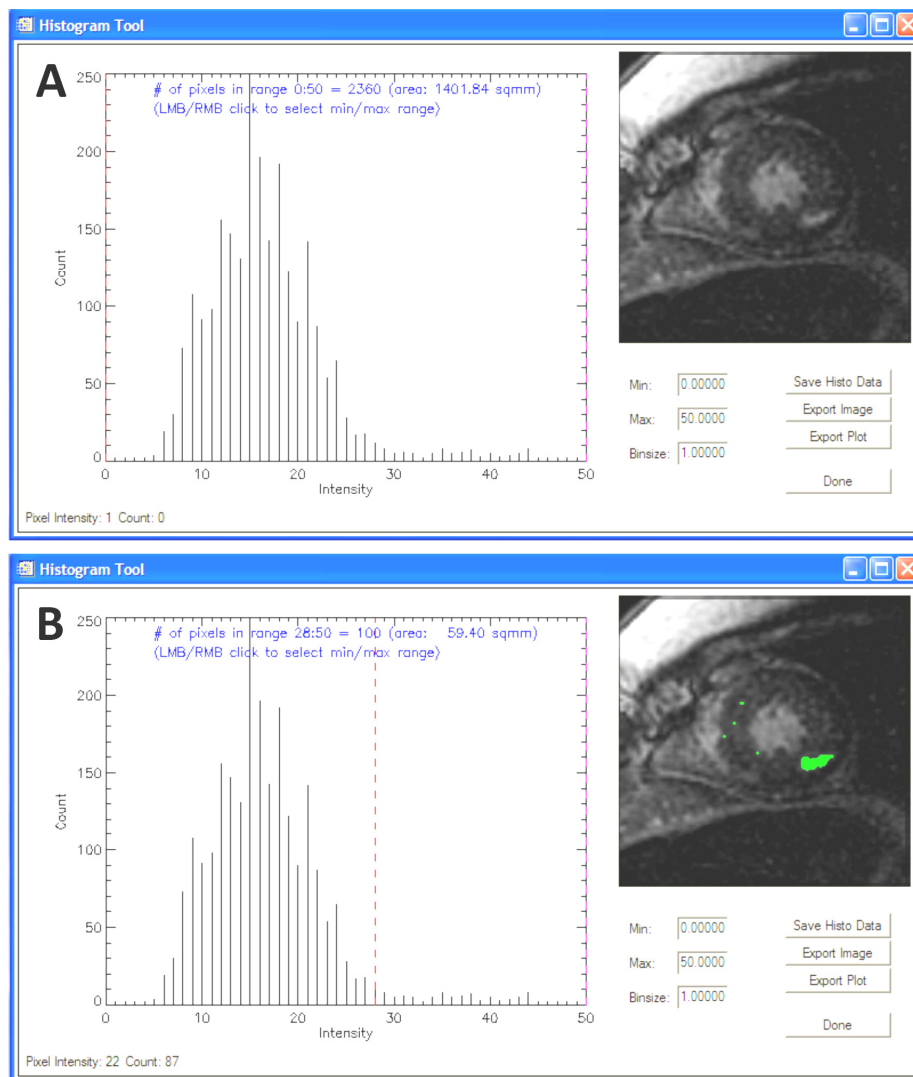 Histogram Tool
A
250
200
150
100
50
0
Count
# of pixels in range 0:50 = 2360 (area: 1401.84 sqmm)
(LMB/RMB click to select min/max range)
0 10 20 30 40 50
Intensity
Pixel Intensity: 1 Count: 0
Min: 0.00000
Max: 50.0000
Binsize: 1.00000
Save Histo Data
Export Image
Export Plot
Done
Histogram Tool
B
250
200
150
100
50
0
Count
# of pixels in range 28:50 = 100 (area: 59.40 sqmm)
(LMB/RMB click to select min/max range)
0 10 20 30 40 50
Intensity
Pixel Intensity: 22 Count: 87
Min: 0.00000
Max: 50.0000
Binsize: 1.00000
Save Histo Data
Export Image
Export Plot
Done